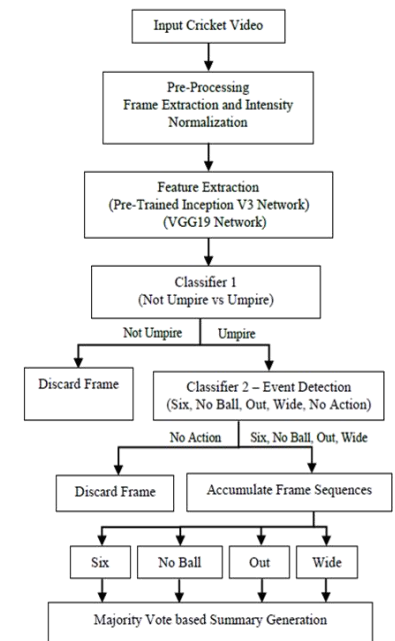 Input Cricket Video
Pre-Processing
Frame Extraction and Intensity
Normalization
Feature Extraction
(Pre-Trained Inception V3 Network)
(VGG19 Network)
Classifier 1
(Not Umpire vs Umpire)
Not Umpire
Umpire
Discard Frame
Classifier 2 – Event Detection
(Six, No Ball, Out, Wide, No Action)
No Action
Six, No Ball, Out, Wide
Discard Frame
Accumulate Frame Sequences
Six
No Ball
Out
Wide
Majority Vote based Summary Generation